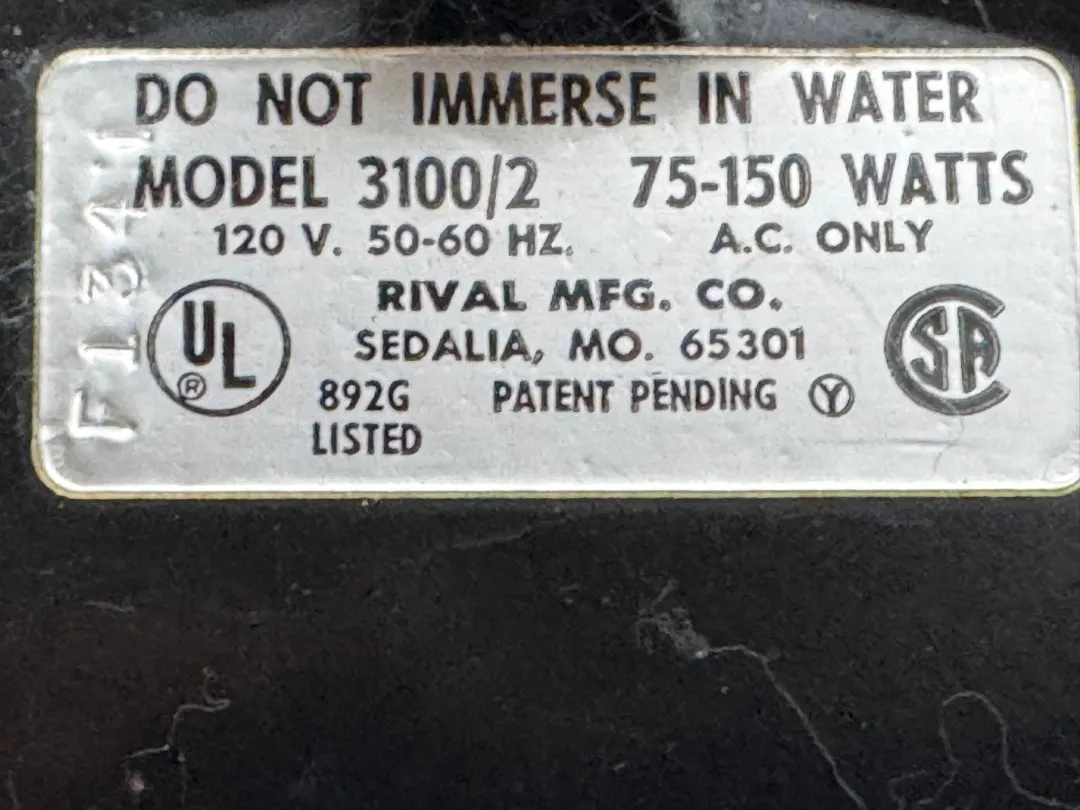 DO NOT IMMERSE IN WATER
MODEL 3100/2 75-150 WATTS
120 V. 50-60 HZ. A.C. ONLY
RIVAL MFG. CO.
SEDALIA, MO. 65301
UL ®
892G PATENT PENDING Ⓨ
LISTED
SA
F1341